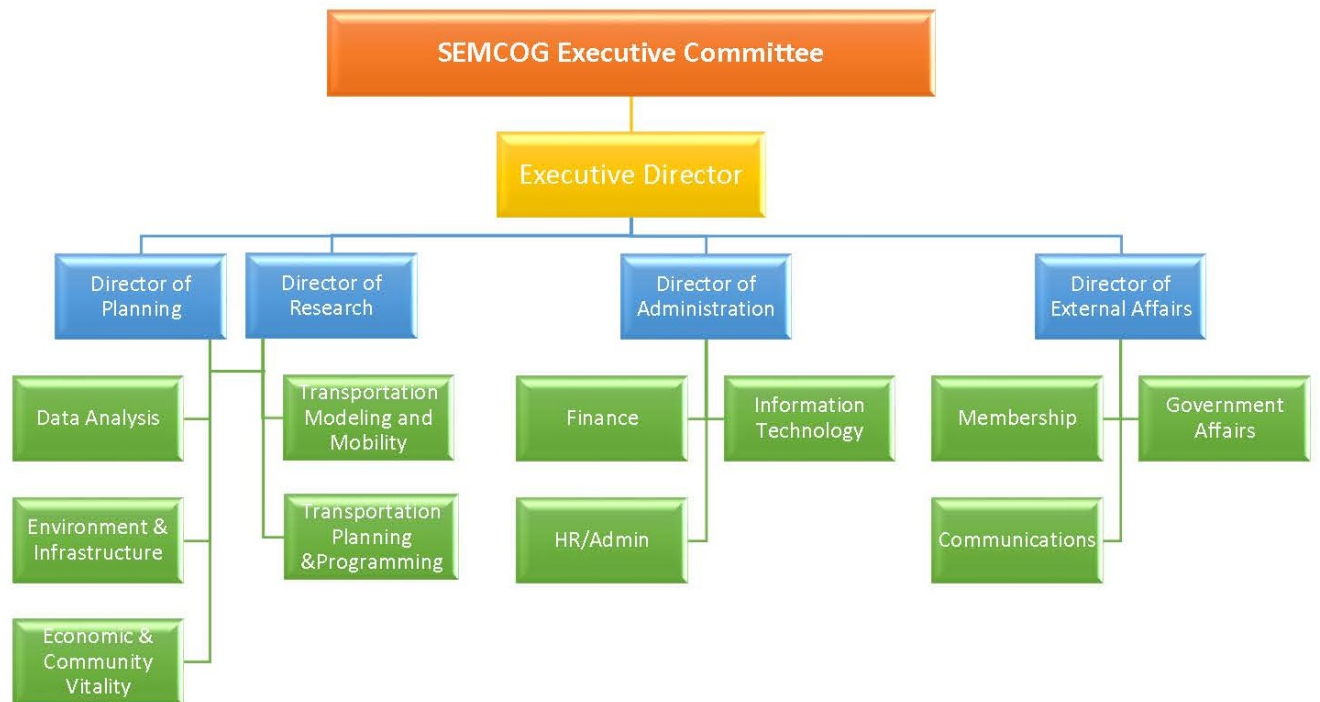 SEMCOG Executive Committee
Executive Director
Director of
Planning
Director of
Research
Director of
Administration
Director of
External Affairs
Data Analysis
Transportation
Modeling and
Mobility
Finance
Information
Technology
Membership
Government
Affairs
Environment &
Infrastructure
Transportation
Planning
&Programming
HR/Admin
Communications
Economic &
Community
Vitality